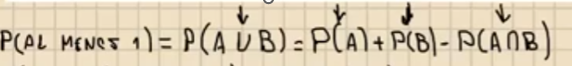 P(AL MENOS 1) = P(A ∪ B) = P(A) + P(B) - P(A∩B)